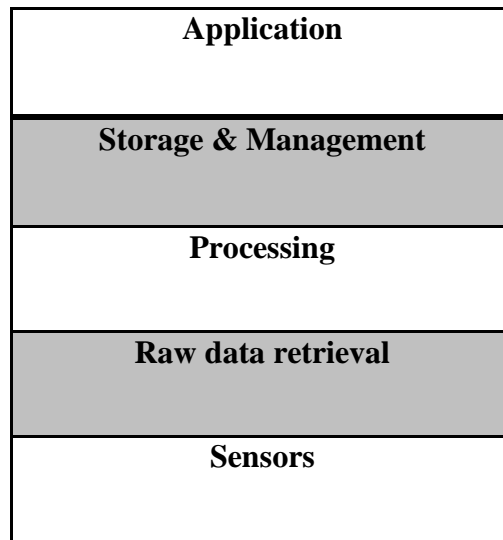 Application
Storage & Management
Processing
Raw data retrieval
Sensors